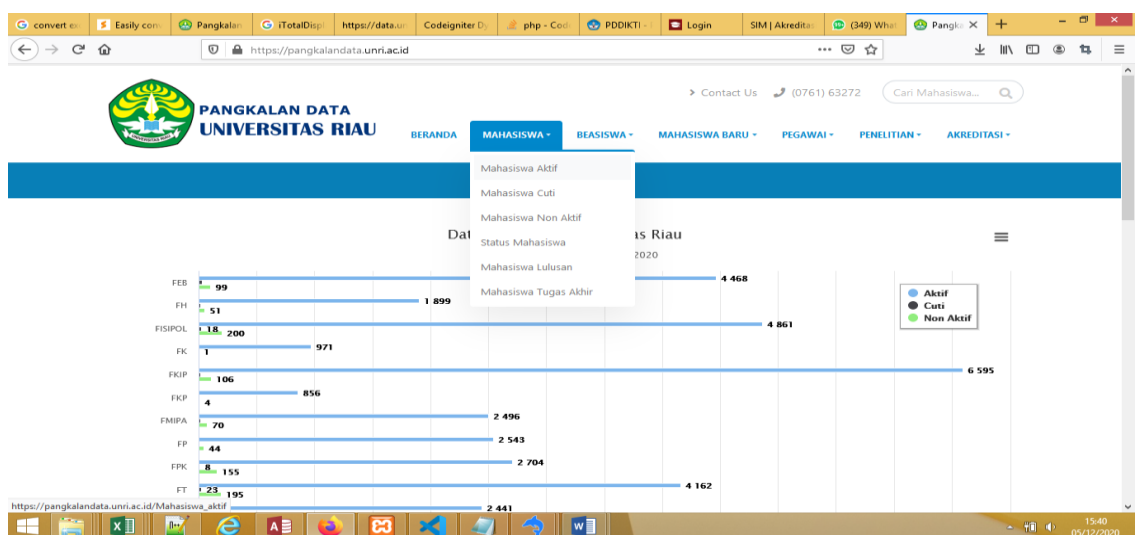 convert ex
Easily conv
Pangkalan
iTotalDispl
https://data.un
Codeigniter Dy
php - Cod
PDDIKTI -
Login
SIM | Akredita
(349) What
Pangka
https://pangkalandata.unri.ac.id
Contact Us
(0761) 63272
Cari Mahasiswa...
PANGKALAN DATA
UNIVERSITAS RIAU
BERANDA
MAHASISWA
BEASISWA
MAHASISWA BARU
PEGAWAI
PENELITIAN
AKREDITASI
Mahasiswa Aktif
Mahasiswa Cuti
Mahasiswa Non Aktif
Status Mahasiswa
Mahasiswa Lulusan
Mahasiswa Tugas Akhir
Dat
as Riau
2020
Aktif
Cuti
Non Aktif
FEB 4 468
99
FH 1 899
51
FISIPOL 4 861
18 200
FK 971
1
FKIP 6 595
106
FKP 856
4
FMIPA 2 496
70
FP 2 543
44
FPK 2 704
8 155
FT 4 162
23 195
2 441
https://pangkalandata.unri.ac.id/Mahasiswa_aktif
15:40
05/12/2020